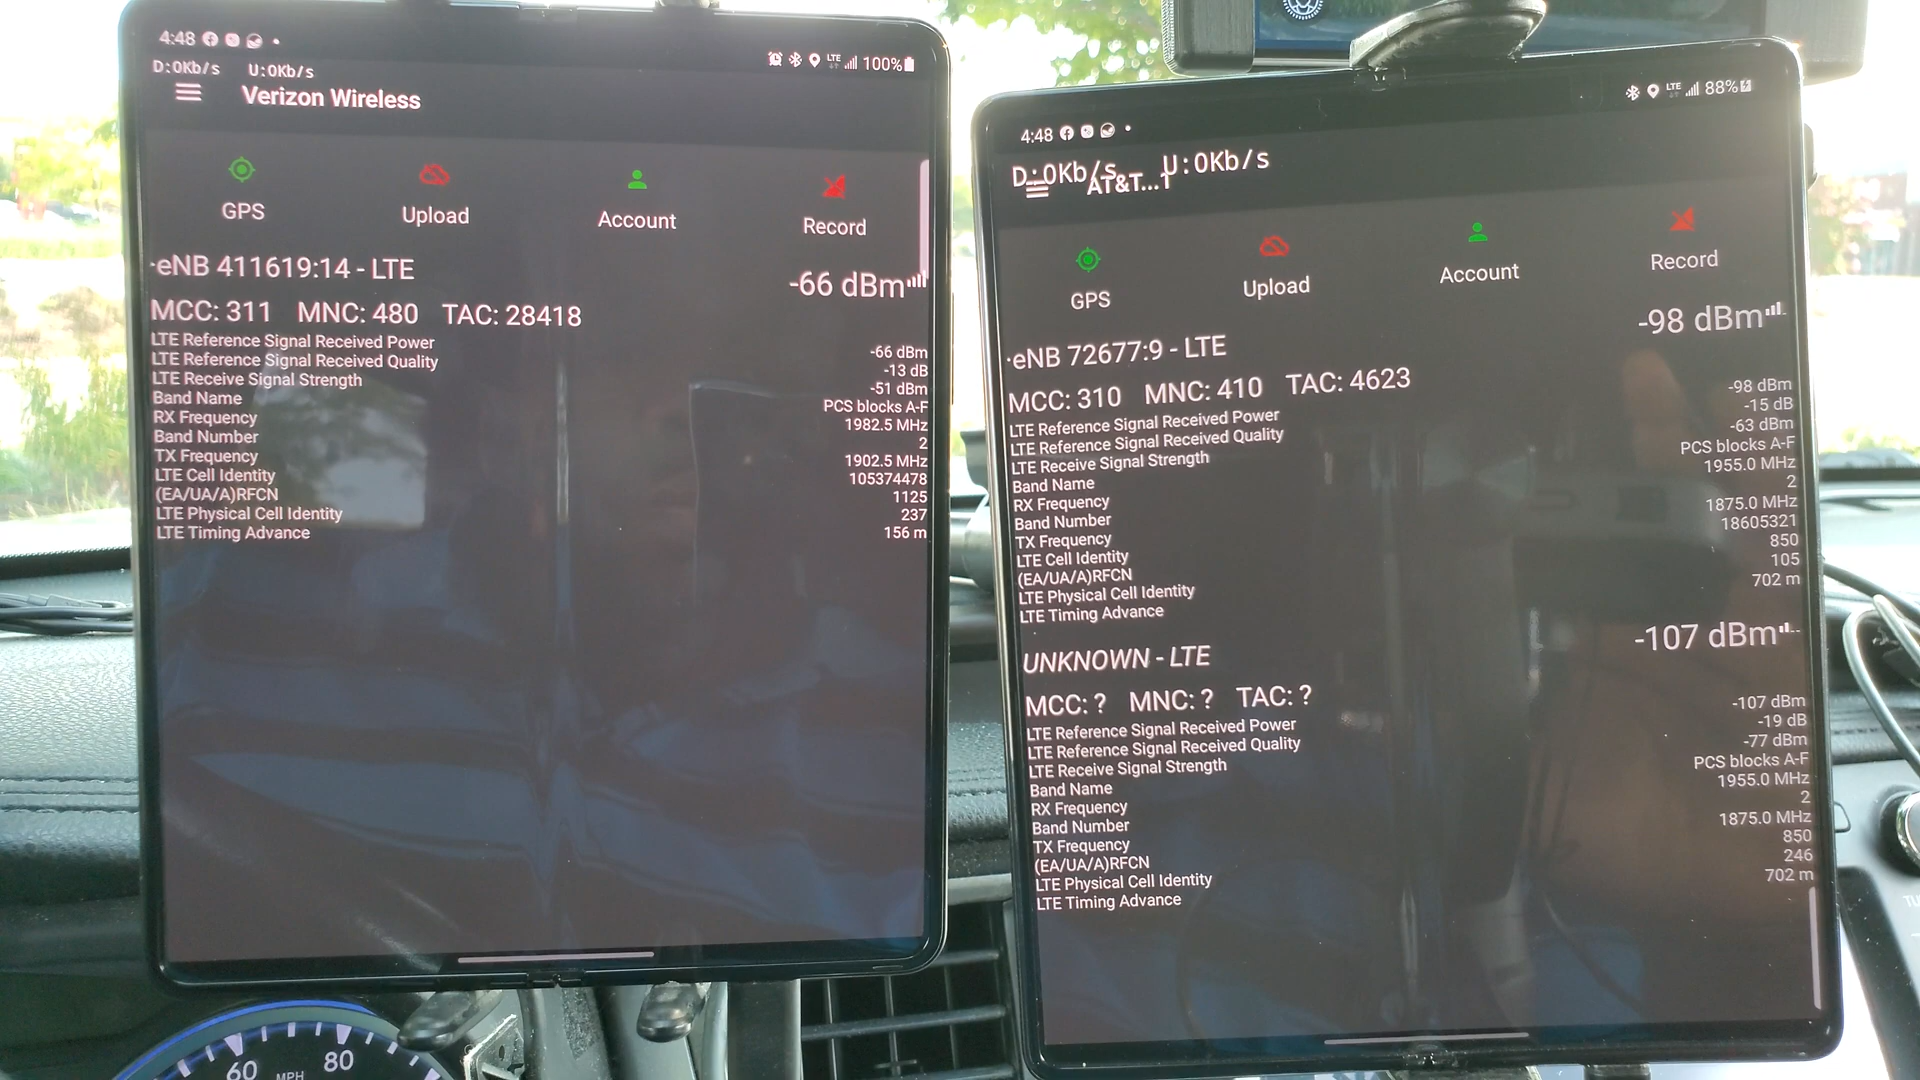 4:48
LTE 100%
D:0Kb/s U:0Kb/s
Verizon Wireless
GPS Upload Account Record
eNB 411619:14 - LTE
-66 dBm
MCC: 311 MNC: 480 TAC: 28418
LTE Reference Signal Received Power
-66 dBm
LTE Reference Signal Received Quality
-13 dB
LTE Receive Signal Strength
-51 dBm
Band Name
PCS blocks A-F
RX Frequency
1982.5 MHz
Band Number
2
TX Frequency
1902.5 MHz
LTE Cell Identity
105374478
(EA/UA/A)RFCN
1125
LTE Physical Cell Identity
237
LTE Timing Advance
156 m
60 MPH 80
4:48
LTE 88%
D:0Kb/s U:0Kb/s
AT&T...1
GPS Upload Account Record
eNB 72677:9 - LTE
-98 dBm
MCC: 310 MNC: 410 TAC: 4623
LTE Reference Signal Received Power
-98 dBm
LTE Reference Signal Received Quality
-15 dB
LTE Receive Signal Strength
-63 dBm
Band Name
PCS blocks A-F
RX Frequency
1955.0 MHz
Band Number
2
TX Frequency
1875.0 MHz
LTE Cell Identity
18605321
(EA/UA/A)RFCN
850
LTE Physical Cell Identity
105
LTE Timing Advance
702 m
UNKNOWN - LTE
-107 dBm
MCC: ? MNC: ? TAC: ?
LTE Reference Signal Received Power
-107 dBm
LTE Reference Signal Received Quality
-19 dB
LTE Receive Signal Strength
-77 dBm
Band Name
PCS blocks A-F
RX Frequency
1955.0 MHz
Band Number
2
TX Frequency
1875.0 MHz
(EA/UA/A)RFCN
850
LTE Physical Cell Identity
246
LTE Timing Advance
702 m